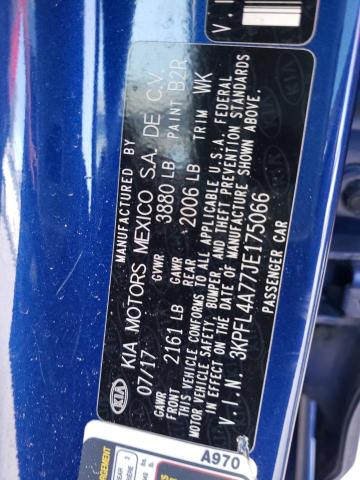 MANUFACTURED BY
KIA MOTORS MEXICO S.A. DE C.V.
07/17 GVWR 3880 LB PAINT B2R
GAWR FRONT 2161 LB GAWR REAR 2006 LB TRIM WK
THIS VEHICLE CONFORMS TO ALL APPLICABLE U.S.A. FEDERAL
MOTOR VEHICLE SAFETY, BUMPER, AND THEFT PREVENTION STANDARDS
IN EFFECT ON THE DATE OF MANUFACTURE SHOWN ABOVE.
V.I.N. 3KPFL4A77JE175066
PASSENGER CAR
KIA
V.I
KIA
A970